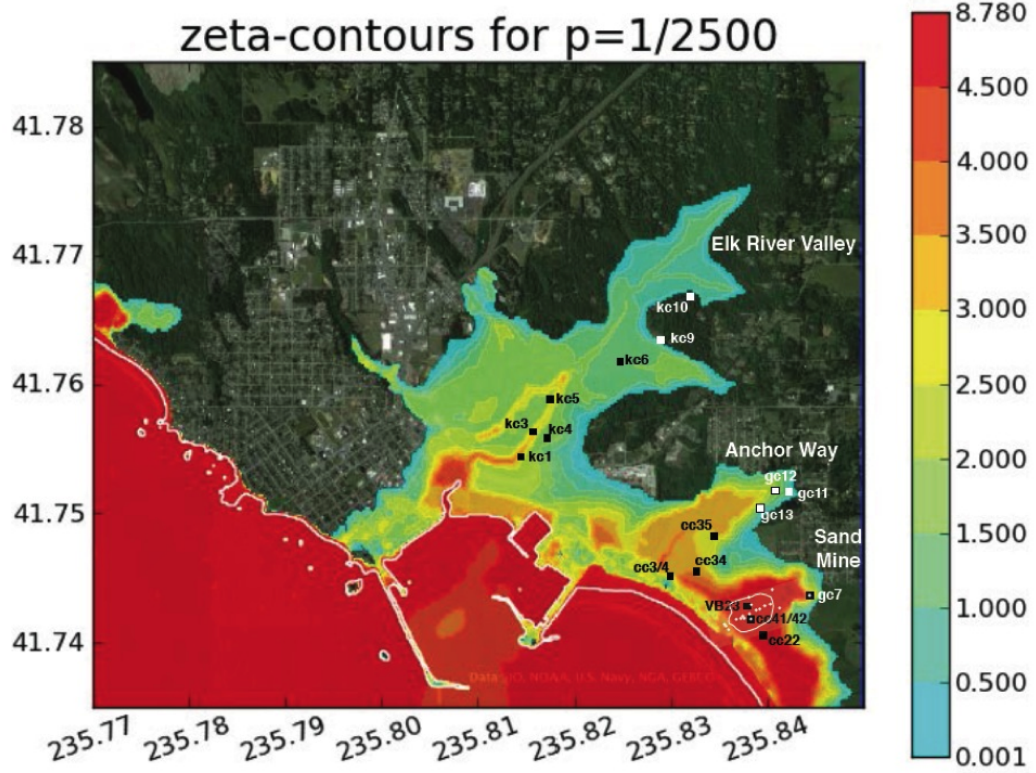 zeta-contours for p=1/2500
8.780
4.500
4.000
3.500
3.000
2.500
2.000
1.500
1.000
0.500
0.001
41.78
41.77
41.76
41.75
41.74
235.77
235.78
235.79
235.80
235.81
235.82
235.83
235.84
Elk River Valley
kc10
kc9
kc6
kc5
kc3
kc4
kc1
Anchor Way
gc12
gc11
gc13
cc35
Sand
Mine
cc3/4
cc34
gc7
VB23
cc41/42
cc22
NOAA, U.S. Navy, NGA, GEBCO